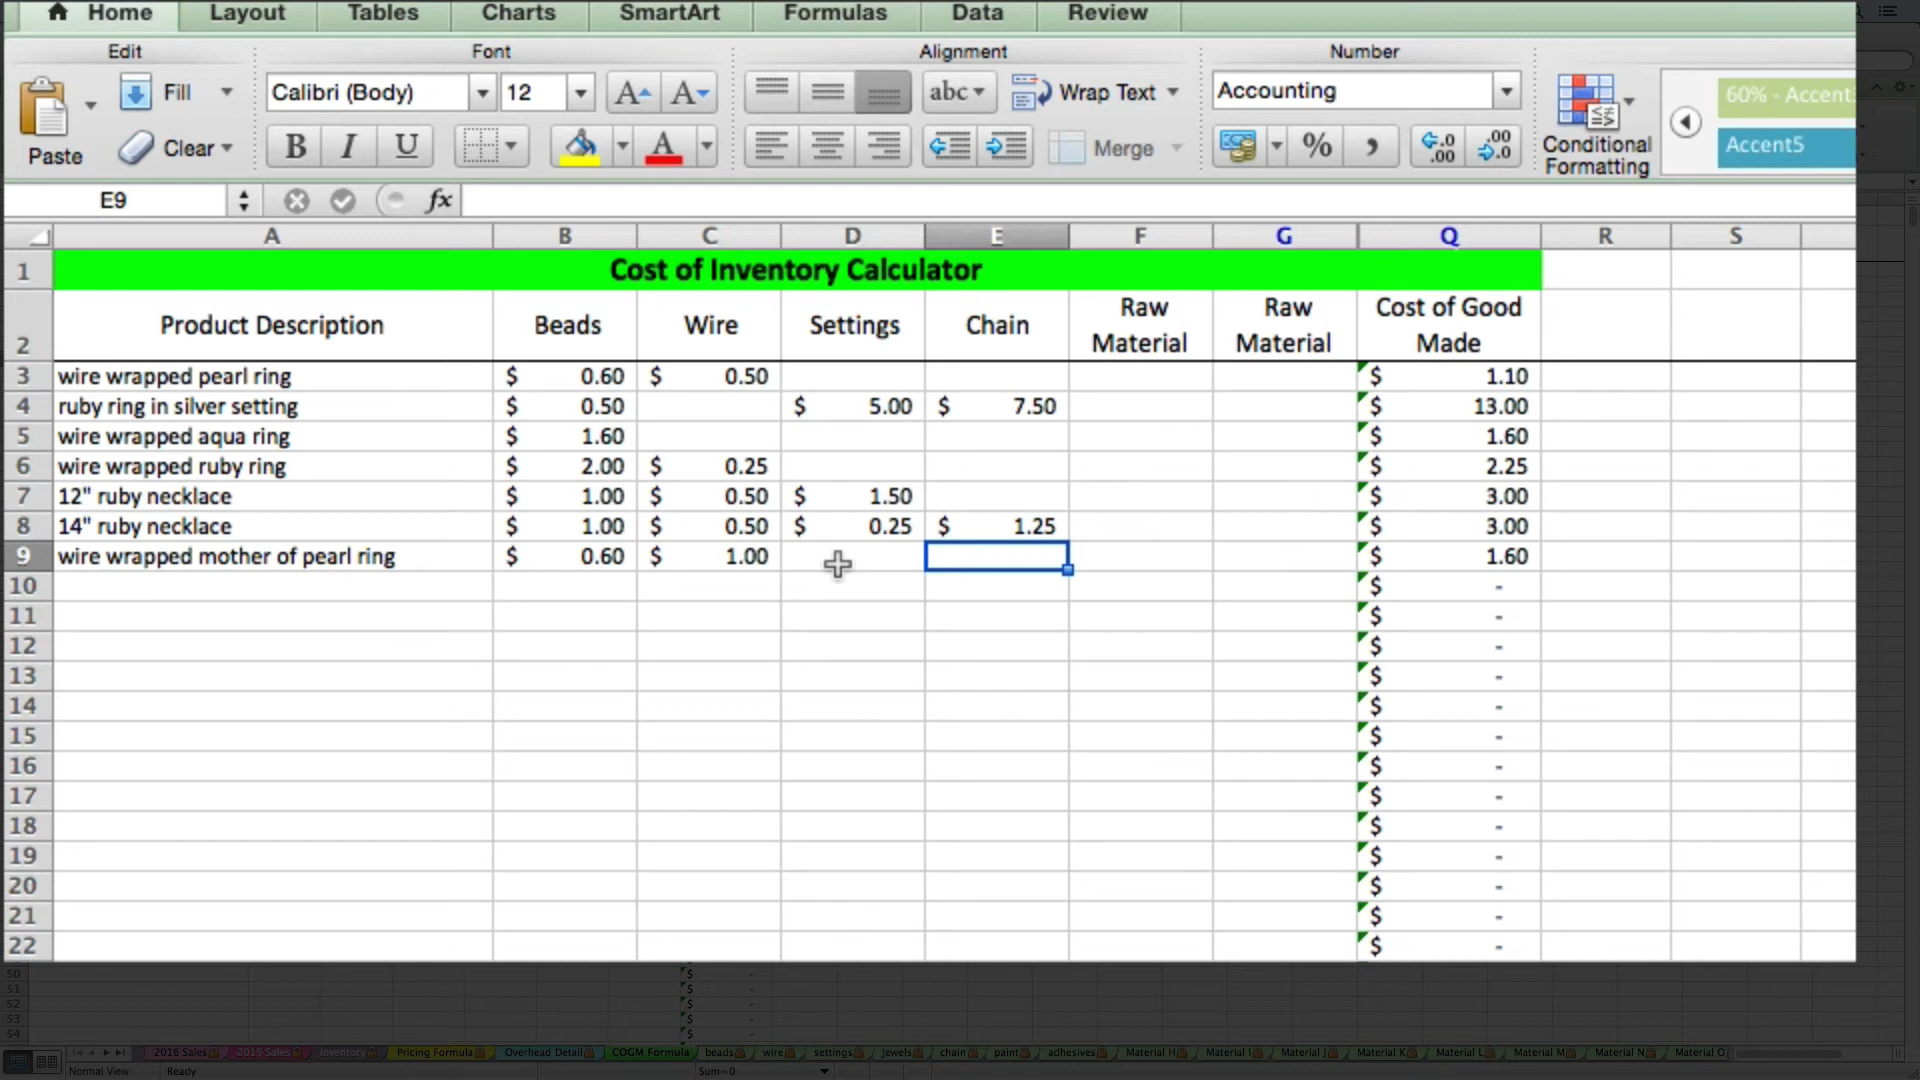 Home Layout Tables Charts SmartArt Formulas Data Review
Edit Font Alignment Number
Fill Calibri (Body) 12 A A abc Wrap Text Accounting 60% - Accent
Paste Clear B I U A Merge % , .0 .00 .00 .0 Conditional Formatting Accent5
E9 fx
A B C D E F G Q R S
1 Cost of Inventory Calculator
2 Product Description Beads Wire Settings Chain Raw Material Raw Material Cost of Good Made
3 wire wrapped pearl ring $ 0.60 $ 0.50 $ 1.10
4 ruby ring in silver setting $ 0.50 $ 5.00 $ 7.50 $ 13.00
5 wire wrapped aqua ring $ 1.60 $ 1.60
6 wire wrapped ruby ring $ 2.00 $ 0.25 $ 2.25
7 12" ruby necklace $ 1.00 $ 0.50 $ 1.50 $ 3.00
8 14" ruby necklace $ 1.00 $ 0.50 $ 0.25 $ 1.25 $ 3.00
9 wire wrapped mother of pearl ring $ 0.60 $ 1.00 $ 1.60
10 $ -
11 $ -
12 $ -
13 $ -
14 $ -
15 $ -
16 $ -
17 $ -
18 $ -
19 $ -
20 $ -
21 $ -
22 $ -
50 $ -
51 $ -
52 $ -
53 $ -
54 $ -
2016 Sales 2015 Sales Inventory Pricing Formula Overhead Detail COGM Formula beads wire settings jewels chain paint adhesives Material H Material I Material J Material K Material L Material M Material N Material O
Normal View Ready Sum=0